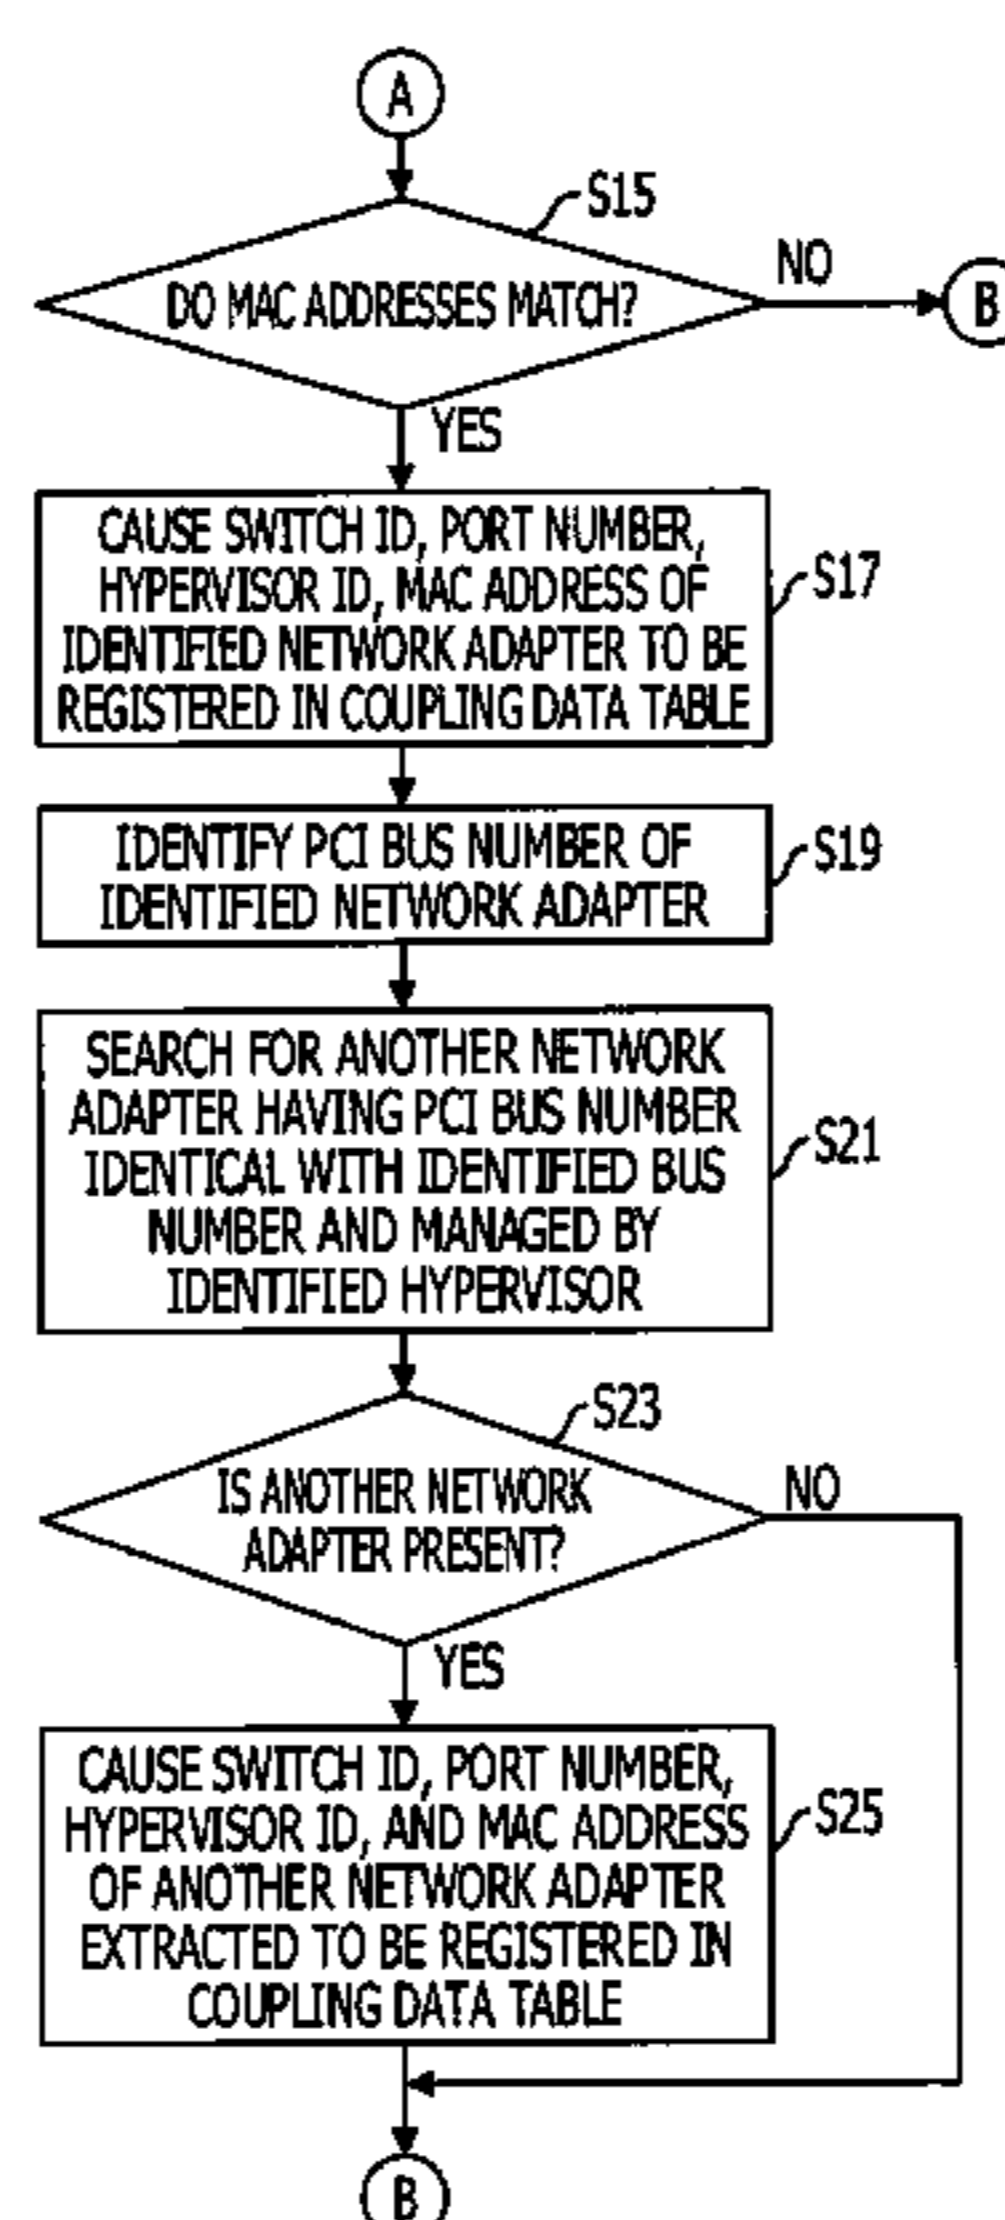 A
S15
DO MAC ADDRESSES MATCH?
NO
B
YES
CAUSE SWITCH ID, PORT NUMBER,
HYPERVISOR ID, MAC ADDRESS OF
IDENTIFIED NETWORK ADAPTER TO BE
REGISTERED IN COUPLING DATA TABLE
S17
IDENTIFY PCI BUS NUMBER OF
IDENTIFIED NETWORK ADAPTER
S19
SEARCH FOR ANOTHER NETWORK
ADAPTER HAVING PCI BUS NUMBER
IDENTICAL WITH IDENTIFIED BUS
NUMBER AND MANAGED BY
IDENTIFIED HYPERVISOR
S21
S23
IS ANOTHER NETWORK
ADAPTER PRESENT?
NO
YES
CAUSE SWITCH ID, PORT NUMBER,
HYPERVISOR ID, AND MAC ADDRESS
OF ANOTHER NETWORK ADAPTER
EXTRACTED TO BE REGISTERED IN
COUPLING DATA TABLE
S25
B